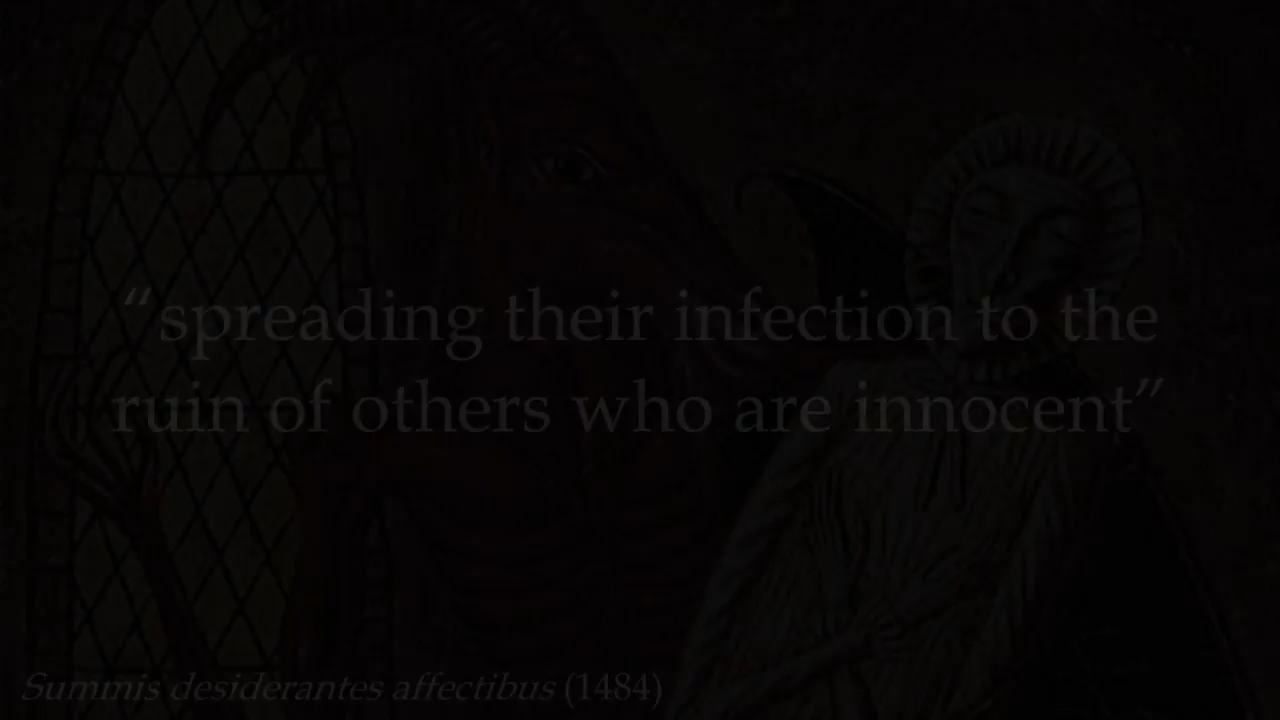 “spreading their infection to the
ruin of others who are innocent”
Summis desiderantes affectibus (1484)